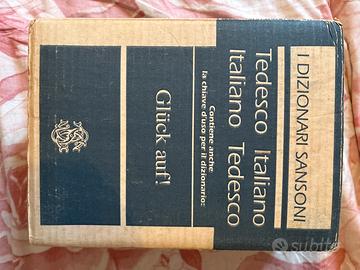 I DIZIONARI SANSONI
Tedesco Italiano
Italiano Tedesco
Contiene anche
la chiave d'uso per il dizionario:
Glück auf!
subito